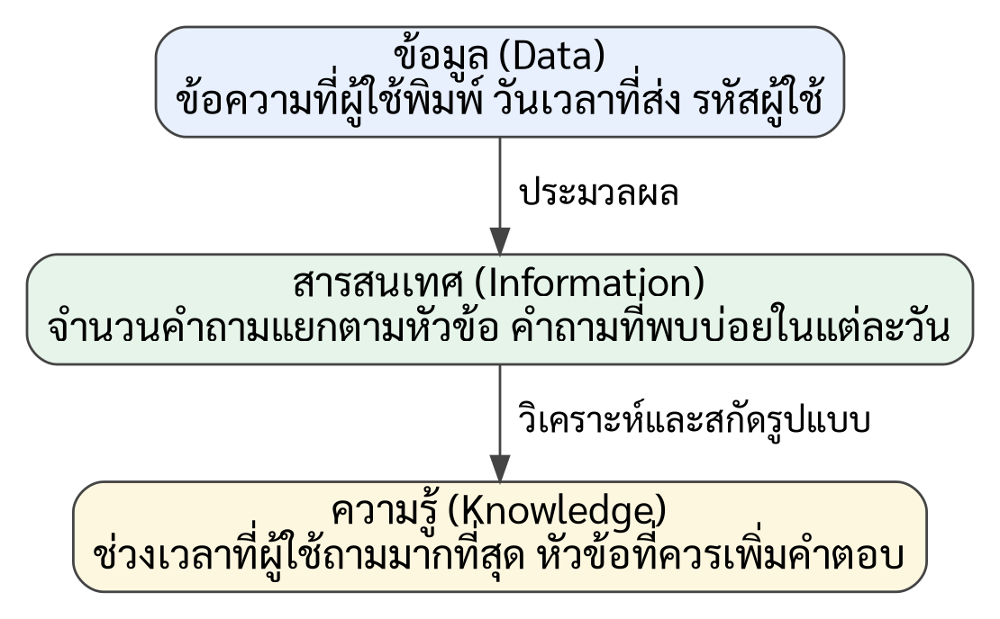 ข้อมูล (Data)
ข้อความที่ผู้ใช้พิมพ์ วันเวลาที่ส่ง รหัสผู้ใช้
ประมวลผล
สารสนเทศ (Information)
จำนวนคำถามแยกตามหัวข้อ คำถามที่พบบ่อยในแต่ละวัน
วิเคราะห์และสกัดรูปแบบ
ความรู้ (Knowledge)
ช่วงเวลาที่ผู้ใช้ถามมากที่สุด หัวข้อที่ควรเพิ่มคำตอบ